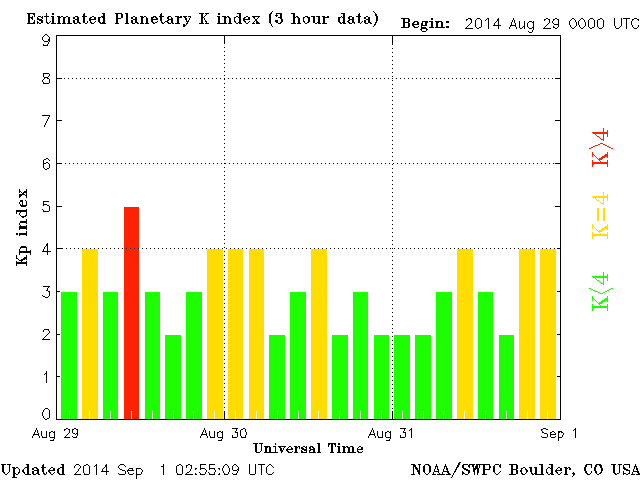 Estimated Planetary K index (3 hour data)
Begin: 2014 Aug 29 0000 UTC
9
8
7
6
5
4
3
2
1
0
Kp index
K>4
K=4
K<4
Aug 29
Aug 30
Aug 31
Sep 1
Universal Time
Updated 2014 Sep 1 02:55:09 UTC
NOAA/SWPC Boulder, CO USA